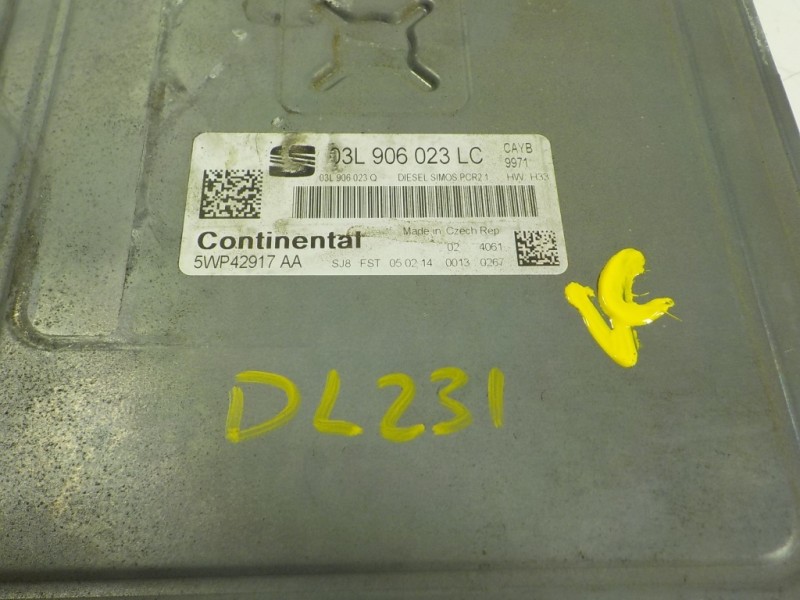 03L 906 023 LC CAYB
9971
03L 906 023 Q DIESEL SIMOS PCR2 1 HW: H33
Made in Czech Rep
Continental 02 4061
5WP42917 AA SJ8 FST 05 02 14 0013 0267
DL231